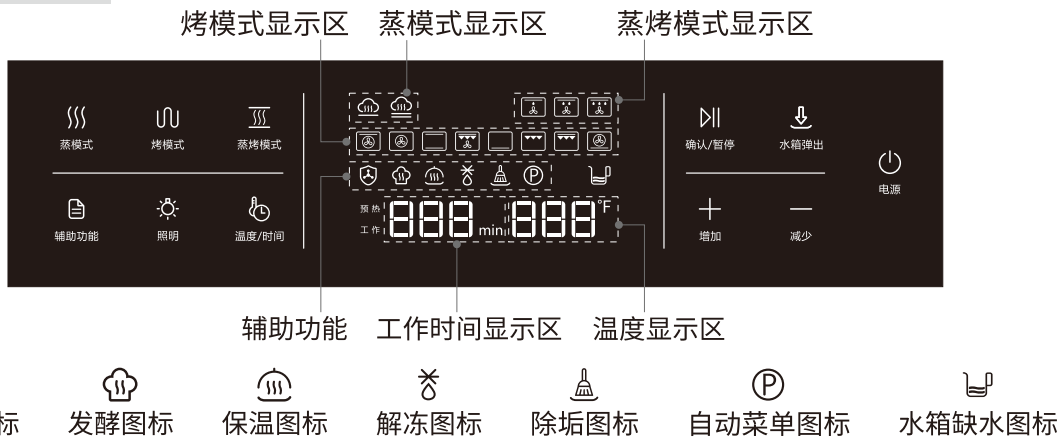 烤模式显示区 蒸模式显示区 蒸烤模式显示区
蒸模式 烤模式 蒸烤模式 确认/暂停 水箱弹出
电源
预热
工作 888 min 888 °F
辅助功能 照明 温度/时间 增加 减少
辅助功能 工作时间显示区 温度显示区
标 发酵图标 保温图标 解冻图标 除垢图标 自动菜单图标 水箱缺水图标